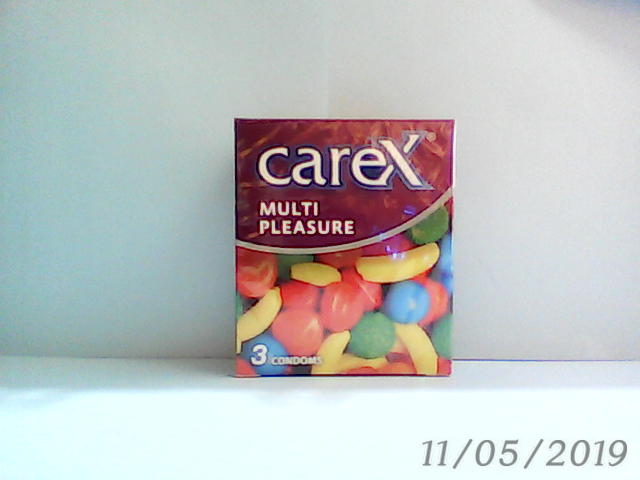 careX®
MULTI
PLEASURE
3 CONDOMS
11/05/2019